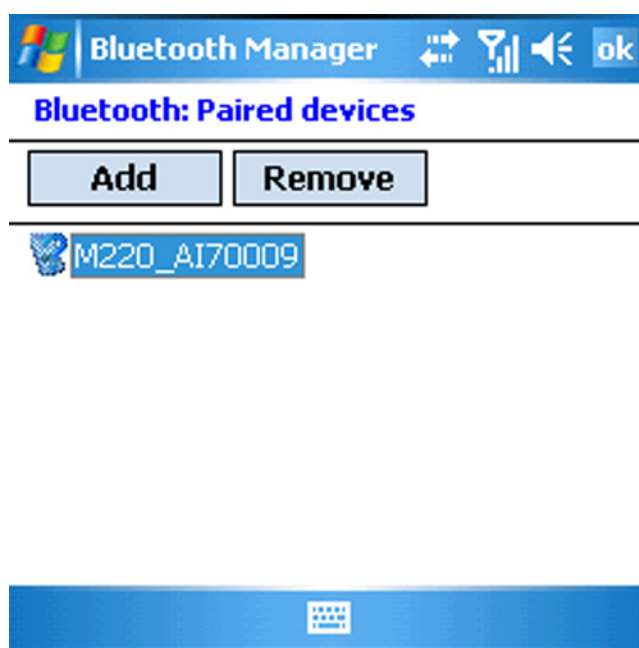 Bluetooth Manager ok
Bluetooth: Paired devices
Add Remove
M220_AI70009